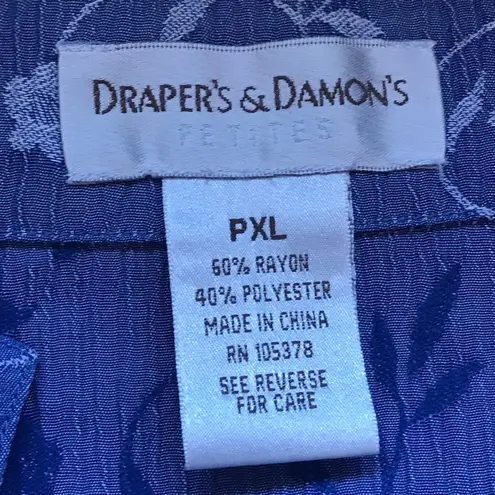 DRAPER'S & DAMON'S
PETITES
PXL
60% RAYON
40% POLYESTER
MADE IN CHINA
RN 105378
SEE REVERSE
FOR CARE